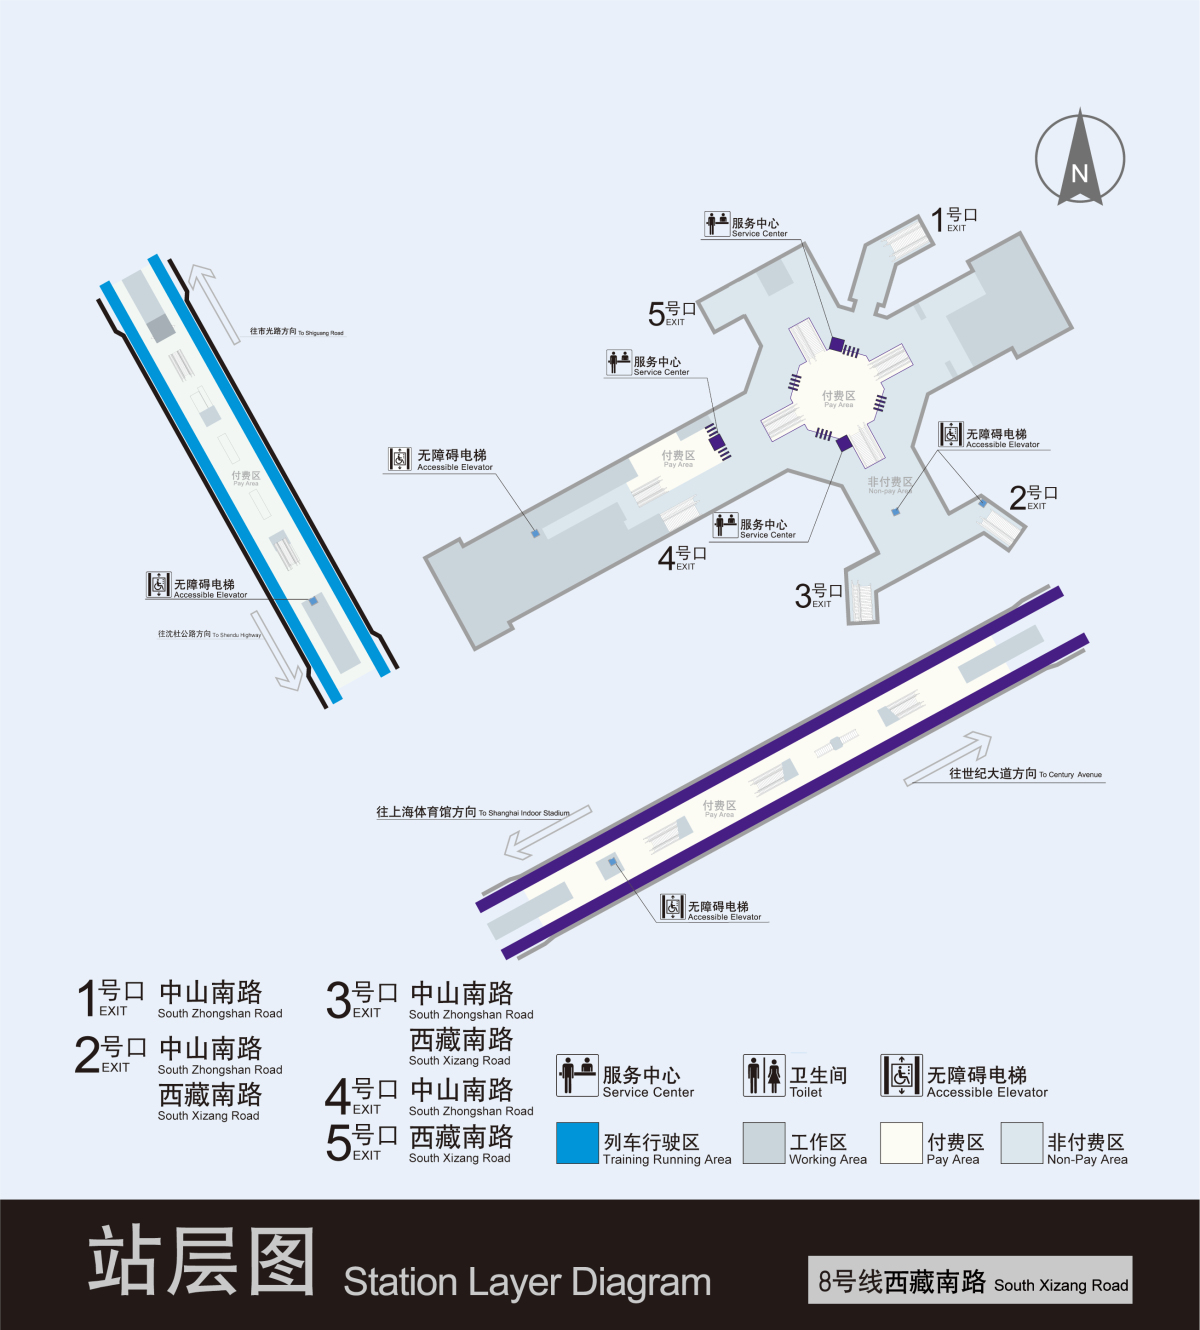 N
1号口
EXIT
服务中心
Service Center
5号口
EXIT
往市光路方向 To Shiguang Road
服务中心
Service Center
付费区
Pay Area
无障碍电梯
Accessible Elevator
无障碍电梯
Accessible Elevator
付费区
Pay Area
付费区
Pay Area
非付费区
Non-pay Area
2号口
EXIT
服务中心
Service Center
4号口
EXIT
无障碍电梯
Accessible Elevator
3号口
EXIT
往沈杜公路方向 To Shendu Highway
往世纪大道方向 To Century Avenue
往上海体育馆方向 To Shanghai Indoor Stadium
付费区
Pay Area
无障碍电梯
Accessible Elevator
1号口
EXIT
中山南路
South Zhongshan Road
2号口
EXIT
中山南路
South Zhongshan Road
西藏南路
South Xizang Road
3号口
EXIT
中山南路
South Zhongshan Road
西藏南路
South Xizang Road
4号口
EXIT
中山南路
South Zhongshan Road
5号口
EXIT
西藏南路
South Xizang Road
服务中心
Service Center
卫生间
Toilet
无障碍电梯
Accessible Elevator
列车行驶区
Training Running Area
工作区
Working Area
付费区
Pay Area
非付费区
Non-Pay Area
站层图 Station Layer Diagram
8号线西藏南路 South Xizang Road